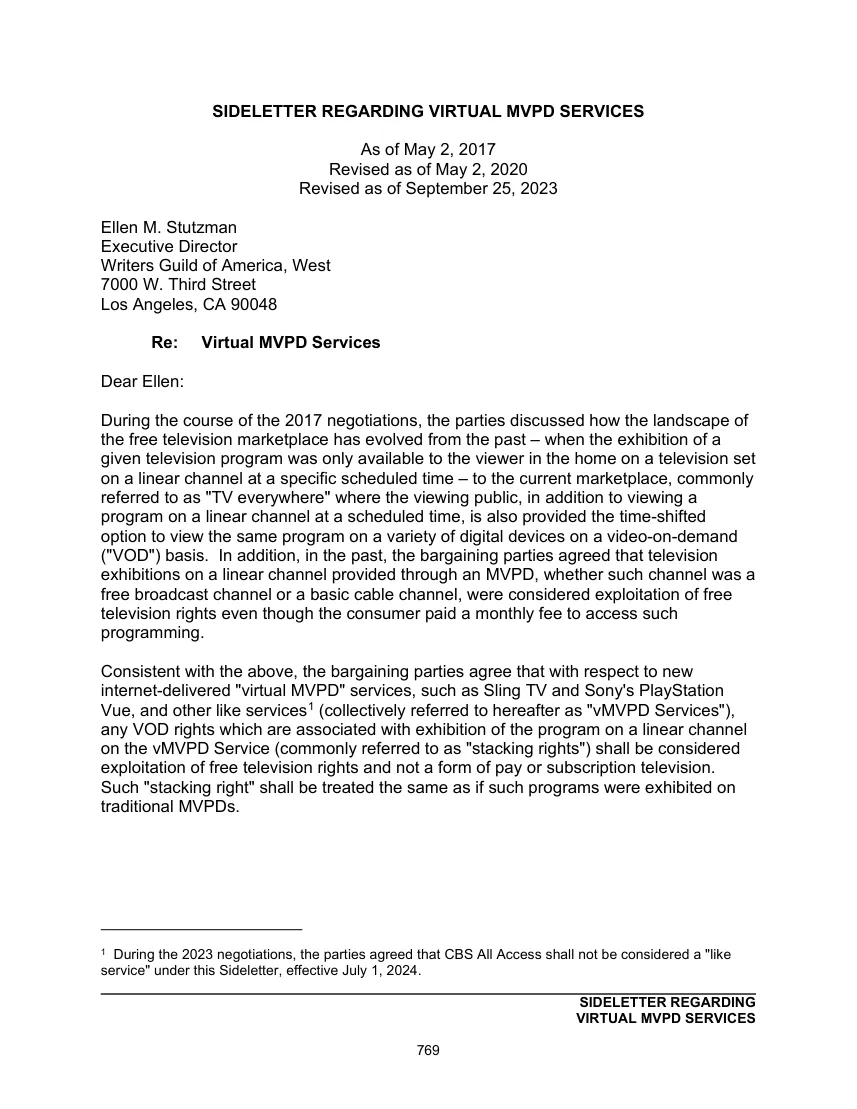 SIDELETTER REGARDING VIRTUAL MVPD SERVICES
As of May 2, 2017
Revised as of May 2, 2020
Revised as of September 25, 2023
Ellen M. Stutzman
Executive Director
Writers Guild of America, West
7000 W. Third Street
Los Angeles, CA 90048
Re: Virtual MVPD Services
Dear Ellen:
During the course of the 2017 negotiations, the parties discussed how the landscape of
the free television marketplace has evolved from the past – when the exhibition of a
given television program was only available to the viewer in the home on a television set
on a linear channel at a specific scheduled time – to the current marketplace, commonly
referred to as "TV everywhere" where the viewing public, in addition to viewing a
program on a linear channel at a scheduled time, is also provided the time-shifted
option to view the same program on a variety of digital devices on a video-on-demand
("VOD") basis. In addition, in the past, the bargaining parties agreed that television
exhibitions on a linear channel provided through an MVPD, whether such channel was a
free broadcast channel or a basic cable channel, were considered exploitation of free
television rights even though the consumer paid a monthly fee to access such
programming.
Consistent with the above, the bargaining parties agree that with respect to new
internet-delivered "virtual MVPD" services, such as Sling TV and Sony's PlayStation
Vue, and other like services1 (collectively referred to hereafter as "vMVPD Services"),
any VOD rights which are associated with exhibition of the program on a linear channel
on the vMVPD Service (commonly referred to as "stacking rights") shall be considered
exploitation of free television rights and not a form of pay or subscription television.
Such "stacking right" shall be treated the same as if such programs were exhibited on
traditional MVPDs.
1 During the 2023 negotiations, the parties agreed that CBS All Access shall not be considered a "like
service" under this Sideletter, effective July 1, 2024.
SIDELETTER REGARDING
VIRTUAL MVPD SERVICES
769